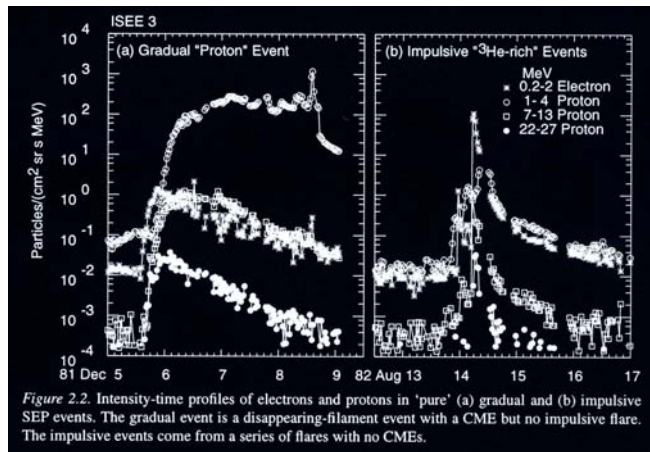 ISEE 3
(a) Gradual "Proton" Event
(b) Impulsive "³He-rich" Events
MeV
0.2-2 Electron
1- 4 Proton
7-13 Proton
22-27 Proton
Particles/(cm² sr s MeV)
10⁴
10³
10²
10¹
10⁰
10⁻¹
10⁻²
10⁻³
10⁻⁴
81 Dec 5 6 7 8 9 82 Aug 13 14 15 16 17
Figure 2.2. Intensity-time profiles of electrons and protons in 'pure' (a) gradual and (b) impulsive
SEP events. The gradual event is a disappearing-filament event with a CME but no impulsive flare.
The impulsive events come from a series of flares with no CMEs.